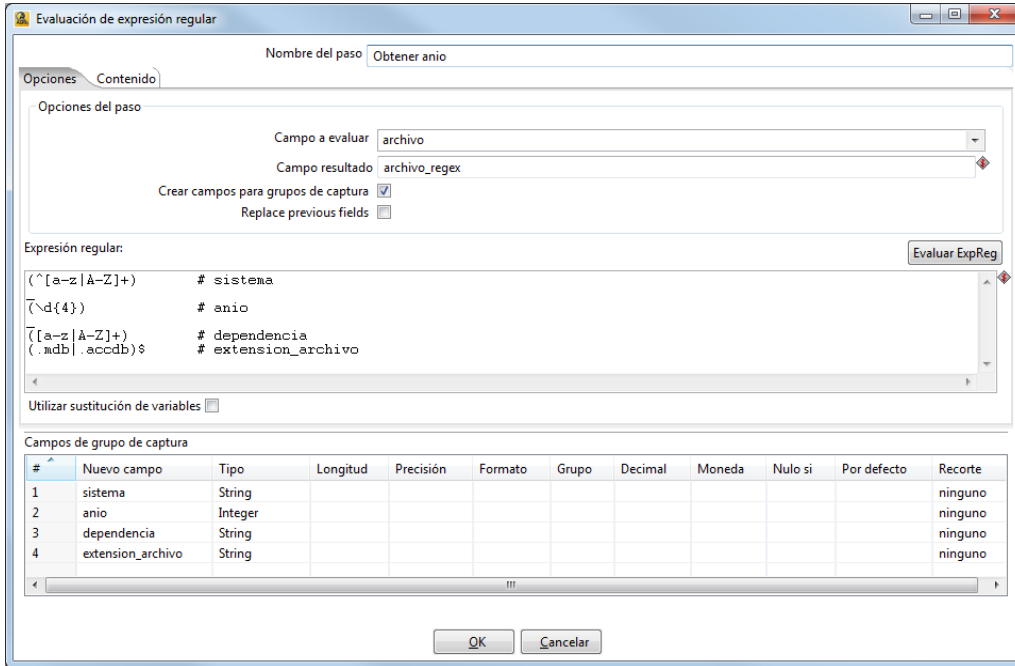 Evaluación de expresión regular
Nombre del paso Obtener anio
Opciones Contenido
Opciones del paso
Campo a evaluar archivo
Campo resultado archivo_regex
Crear campos para grupos de captura
Replace previous fields
Expresión regular: Evaluar ExpReg
(^[a-z|A-Z]+) # sistema
_
(\d{4}) # anio
_
([a-z|A-Z]+) # dependencia
(.mdb|.accdb)$ # extension_archivo
Utilizar sustitución de variables
Campos de grupo de captura
# Nuevo campo Tipo Longitud Precisión Formato Grupo Decimal Moneda Nulo si Por defecto Recorte
1 sistema String ninguno
2 anio Integer ninguno
3 dependencia String ninguno
4 extension_archivo String ninguno
OK Cancelar